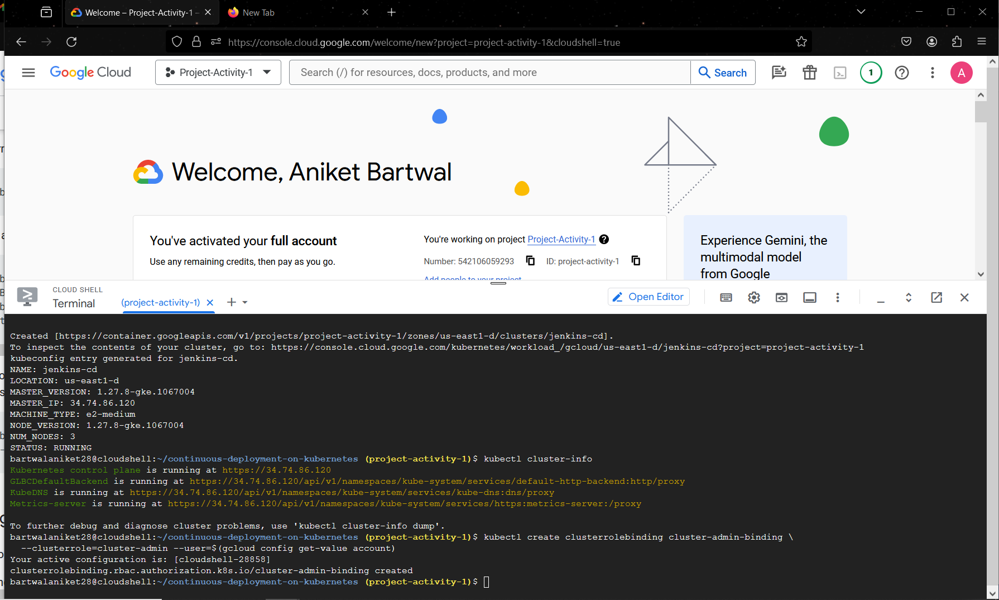 Welcome – Project-Activity-1 –
New Tab
https://console.cloud.google.com/welcome/new?project=project-activity-1&cloudshell=true
Google Cloud
Project-Activity-1
Search (/) for resources, docs, products, and more
Search
1
A
Welcome, Aniket Bartwal
You've activated your full account
Use any remaining credits, then pay as you go.
You're working on project Project-Activity-1
Number: 542106059293
ID: project-activity-1
Add people to your project
Experience Gemini, the
multimodal model
from Google
CLOUD SHELL
Terminal
(project-activity-1)
Open Editor
Created [https://container.googleapis.com/v1/projects/project-activity-1/zones/us-east1-d/clusters/jenkins-cd].
To inspect the contents of your cluster, go to: https://console.cloud.google.com/kubernetes/workload_/gcloud/us-east1-d/jenkins-cd?project=project-activity-1
kubeconfig entry generated for jenkins-cd.
NAME: jenkins-cd
LOCATION: us-east1-d
MASTER_VERSION: 1.27.8-gke.1067004
MASTER_IP: 34.74.86.120
MACHINE_TYPE: e2-medium
NODE_VERSION: 1.27.8-gke.1067004
NUM_NODES: 3
STATUS: RUNNING
bartwalaniket28@cloudshell:~/continuous-deployment-on-kubernetes (project-activity-1)$ kubectl cluster-info
Kubernetes control plane is running at https://34.74.86.120
GLBCDefaultBackend is running at https://34.74.86.120/api/v1/namespaces/kube-system/services/default-http-backend:http/proxy
KubeDNS is running at https://34.74.86.120/api/v1/namespaces/kube-system/services/kube-dns:dns/proxy
Metrics-server is running at https://34.74.86.120/api/v1/namespaces/kube-system/services/https:metrics-server:/proxy
To further debug and diagnose cluster problems, use 'kubectl cluster-info dump'.
bartwalaniket28@cloudshell:~/continuous-deployment-on-kubernetes (project-activity-1)$ kubectl create clusterrolebinding cluster-admin-binding \
--clusterrole=cluster-admin --user=$(gcloud config get-value account)
Your active configuration is: [cloudshell-28858]
clusterrolebinding.rbac.authorization.k8s.io/cluster-admin-binding created
bartwalaniket28@cloudshell:~/continuous-deployment-on-kubernetes (project-activity-1)$